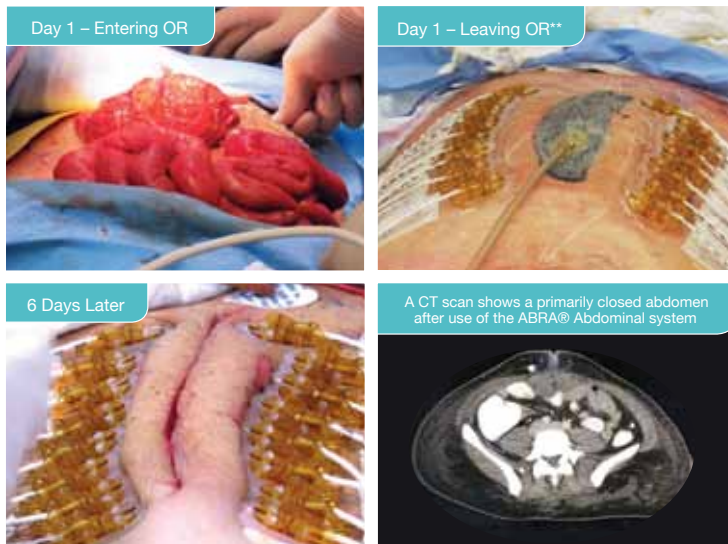 Day 1 – Entering OR
Day 1 – Leaving OR**
6 Days Later
A CT scan shows a primarily closed abdomen
after use of the ABRA® Abdominal system